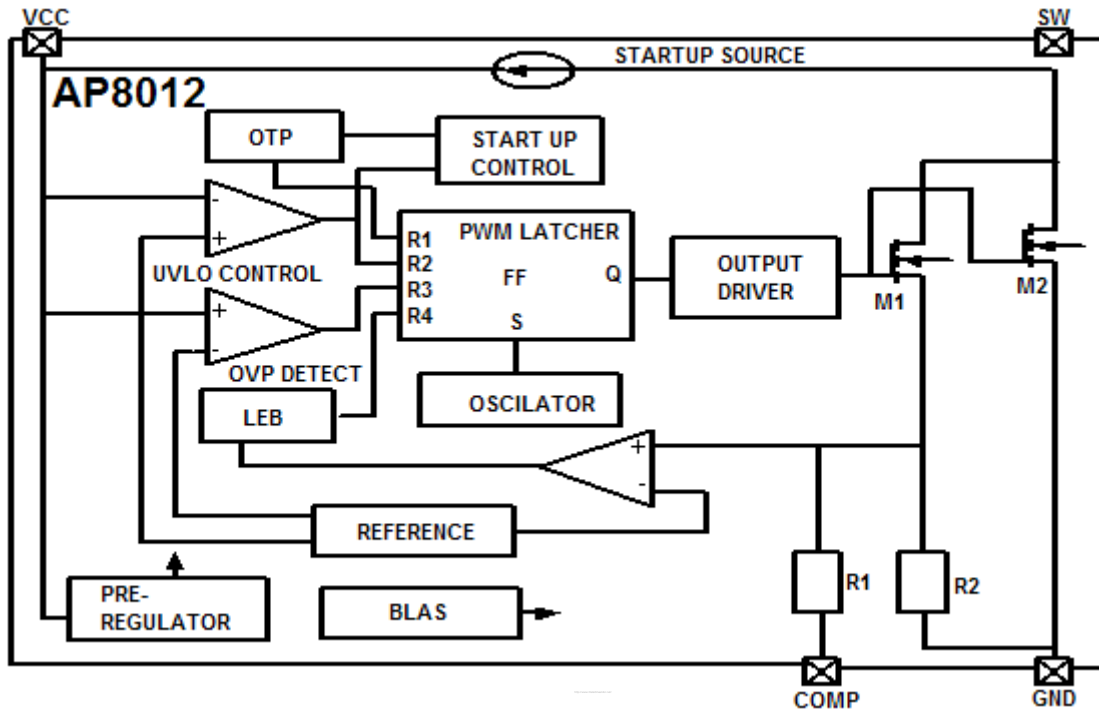 VCC
SW
STARTUP SOURCE
AP8012
OTP
START UP
CONTROL
-
+
UVLO CONTROL
PWM LATCHER
R1
R2
FF
Q
R3
R4
S
OUTPUT
DRIVER
M1
M2
+
-
OVP DETECT
LEB
OSCILATOR
+
-
REFERENCE
R1
R2
PRE-
REGULATOR
BLAS
COMP
GND